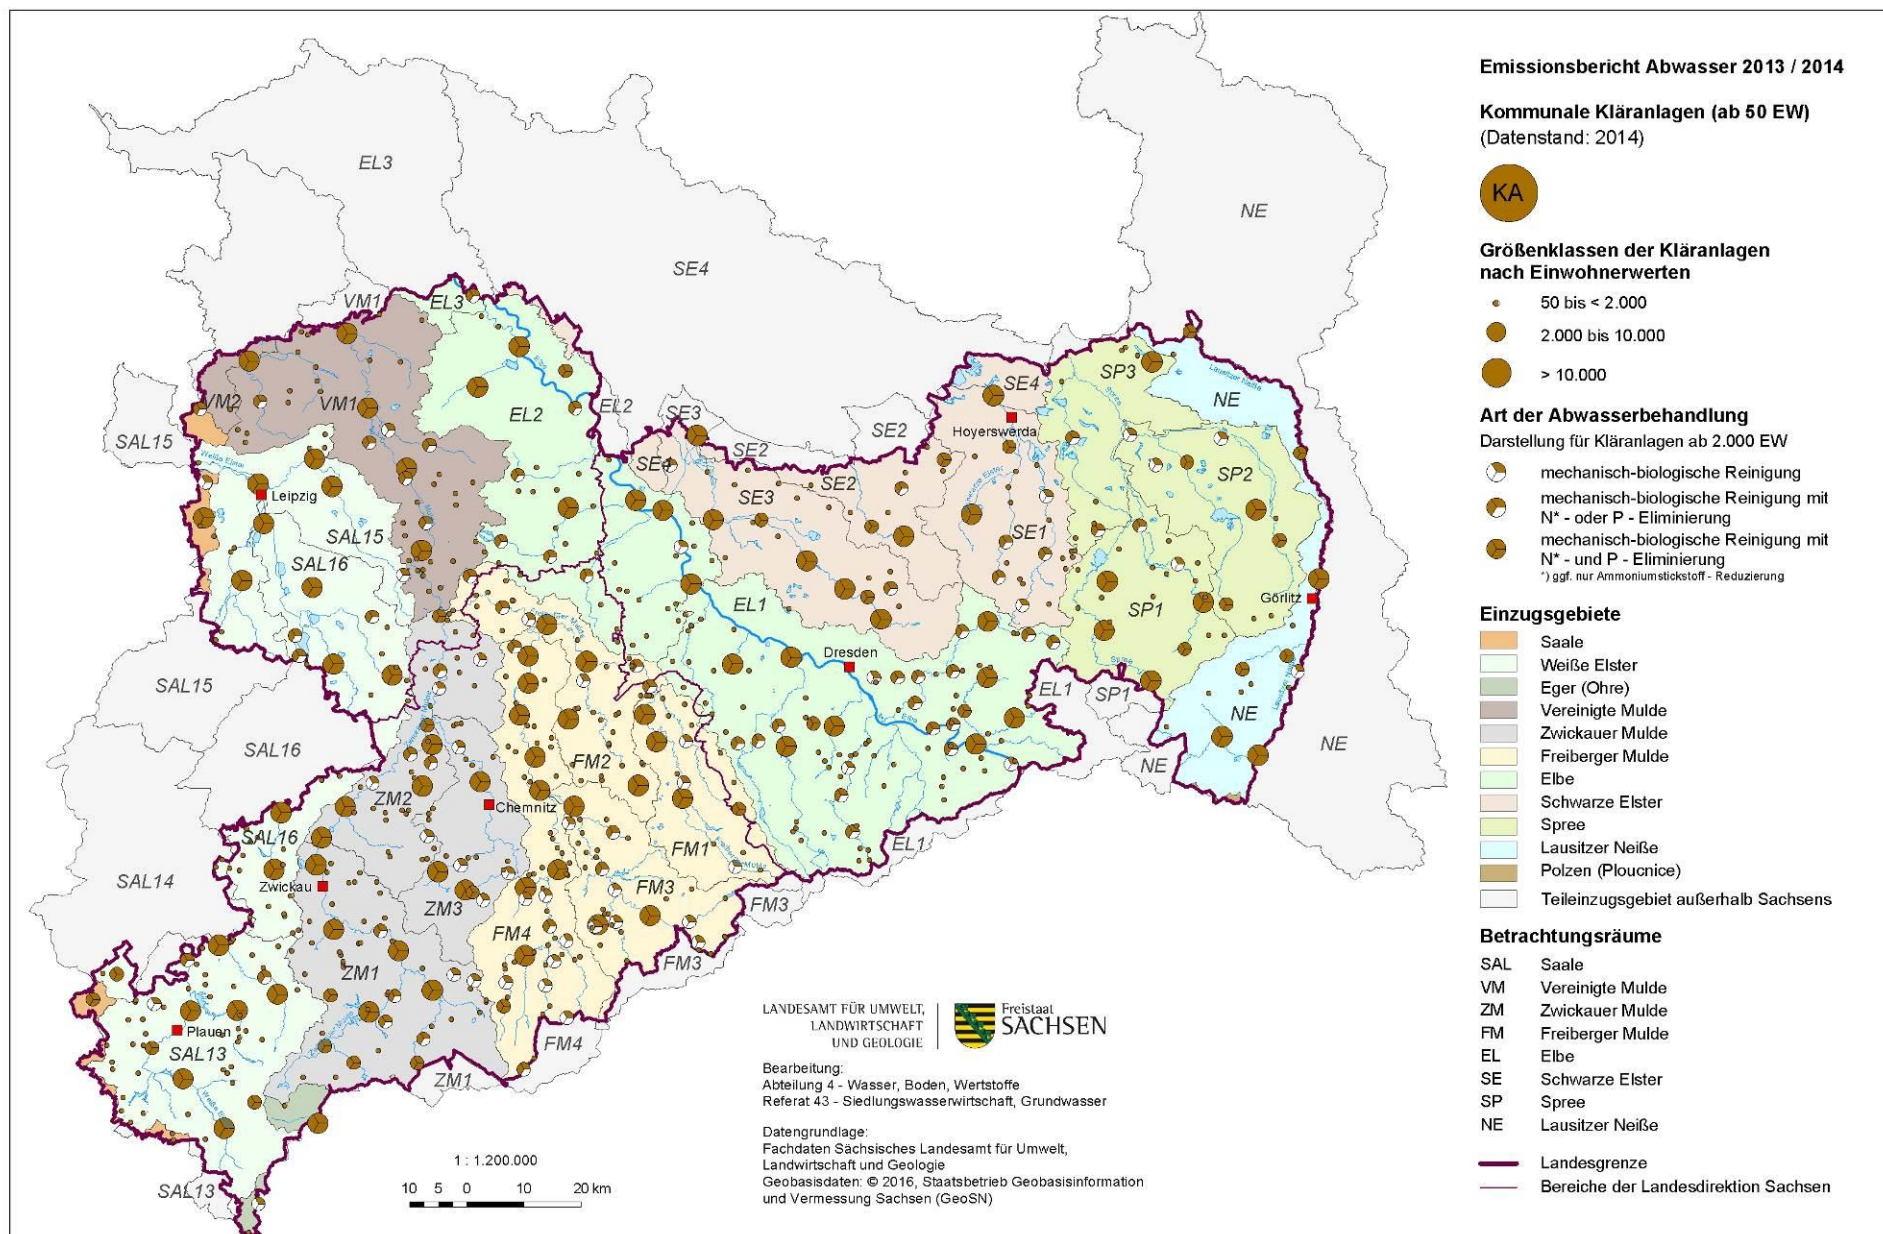 Emissionsbericht Abwasser 2013 / 2014
Kommunale Kläranlagen (ab 50 EW)
(Datenstand: 2014)
KA
Größenklassen der Kläranlagen
nach Einwohnerwerten
50 bis < 2.000
2.000 bis 10.000
> 10.000
Art der Abwasserbehandlung
Darstellung für Kläranlagen ab 2.000 EW
mechanisch-biologische Reinigung
mechanisch-biologische Reinigung mit
N* - oder P - Eliminierung
mechanisch-biologische Reinigung mit
N* - und P - Eliminierung
*) ggf. nur Ammoniumstickstoff - Reduzierung
Einzugsgebiete
Saale
Weiße Elster
Eger (Ohre)
Vereinigte Mulde
Zwickauer Mulde
Freiberger Mulde
Elbe
Schwarze Elster
Spree
Lausitzer Neiße
Polzen (Ploucnice)
Teileinzugsgebiet außerhalb Sachsens
Betrachtungsräume
SAL Saale
VM Vereinigte Mulde
ZM Zwickauer Mulde
FM Freiberger Mulde
EL Elbe
SE Schwarze Elster
SP Spree
NE Lausitzer Neiße
Landesgrenze
Bereiche der Landesdirektion Sachsen
EL3
NE
SE4
VM1
EL3
SP3
SE4
NE
Lausitzer Neiße
VM2
VM1
EL2
EL2
SE3
SE2
SE2
Hoyerswerda
SAL15
Weiße Elster
SE4
SE3
SE2
SP2
Leipzig
SAL15
SE1
SAL16
EL1
SP1
Görlitz
Dresden
Spree
SAL15
EL1
SP1
Elbe
NE
SAL16
NE
NE
FM2
ZM2
Chemnitz
SAL16
FM1
EL1
SAL14
Zwickau
FM3
ZM3
FM3
FM4
FM3
ZM1
Plauen
SAL13
FM4
ZM1
SAL13
LANDESAMT FÜR UMWELT,
LANDWIRTSCHAFT
UND GEOLOGIE
Freistaat
SACHSEN
Bearbeitung:
Abteilung 4 - Wasser, Boden, Wertstoffe
Referat 43 - Siedlungswasserwirtschaft, Grundwasser
Datengrundlage:
Fachdaten Sächsisches Landesamt für Umwelt,
Landwirtschaft und Geologie
Geobasisdaten: © 2016, Staatsbetrieb Geobasisinformation
und Vermessung Sachsen (GeoSN)
1 : 1.200.000
10 5 0 10 20 km